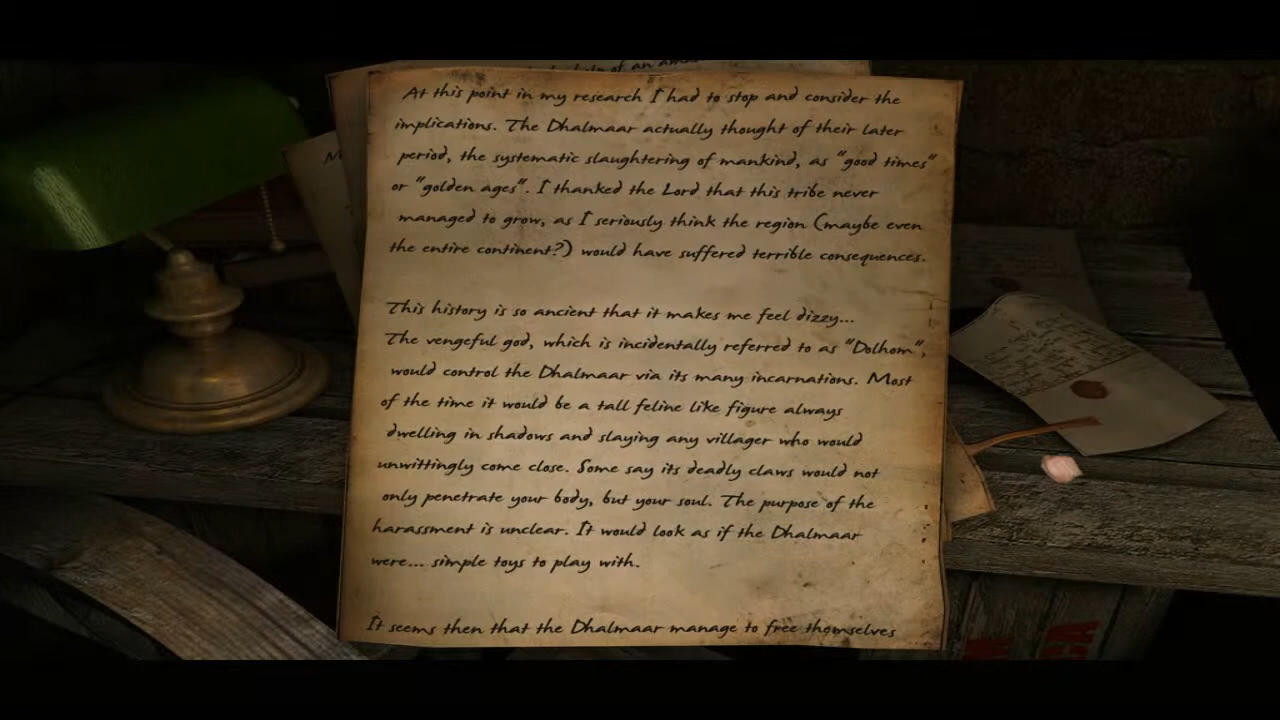 help of an
At this point in my research I had to stop and consider the
implications. The Dhalmaar actually thought of their later
period, the systematic slaughtering of mankind, as "good times"
or "golden ages". I thanked the Lord that this tribe never
managed to grow, as I seriously think the region (maybe even
the entire continent?) would have suffered terrible consequences.
This history is so ancient that it makes me feel dizzy...
The vengeful god, which is incidentally referred to as "Dolhom",
would control the Dhalmaar via its many incarnations. Most
of the time it would be a tall feline like figure always
dwelling in shadows and slaying any villager who would
unwittingly come close. Some say its deadly claws would not
only penetrate your body, but your soul. The purpose of the
harassment is unclear. It would look as if the Dhalmaar
were... simple toys to play with.
It seems then that the Dhalmaar manage to free themselves